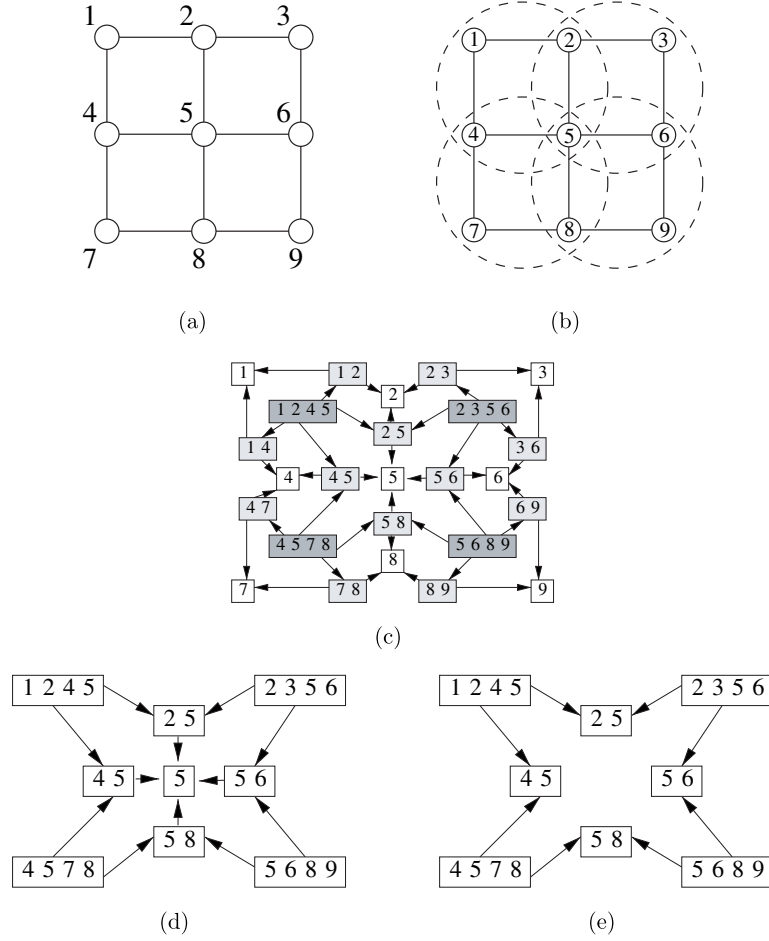 1 2 3
4 5 6
7 8 9
(a)
1 2 3
4 5 6
7 8 9
(b)
1 1 2 2 3 3
2
1 2 4 5 2 3 5 6
2 5
1 4 3 6
4 4 5 5 5 6 6
4 7 6 9
5 8
4 5 7 8 5 6 8 9
8
7 7 8 8 9 9
(c)
1 2 4 5 2 3 5 6
2 5
4 5 5 5 6
5 8
4 5 7 8 5 6 8 9
(d)
1 2 4 5 2 3 5 6
2 5
4 5 5 6
5 8
4 5 7 8 5 6 8 9
(e)